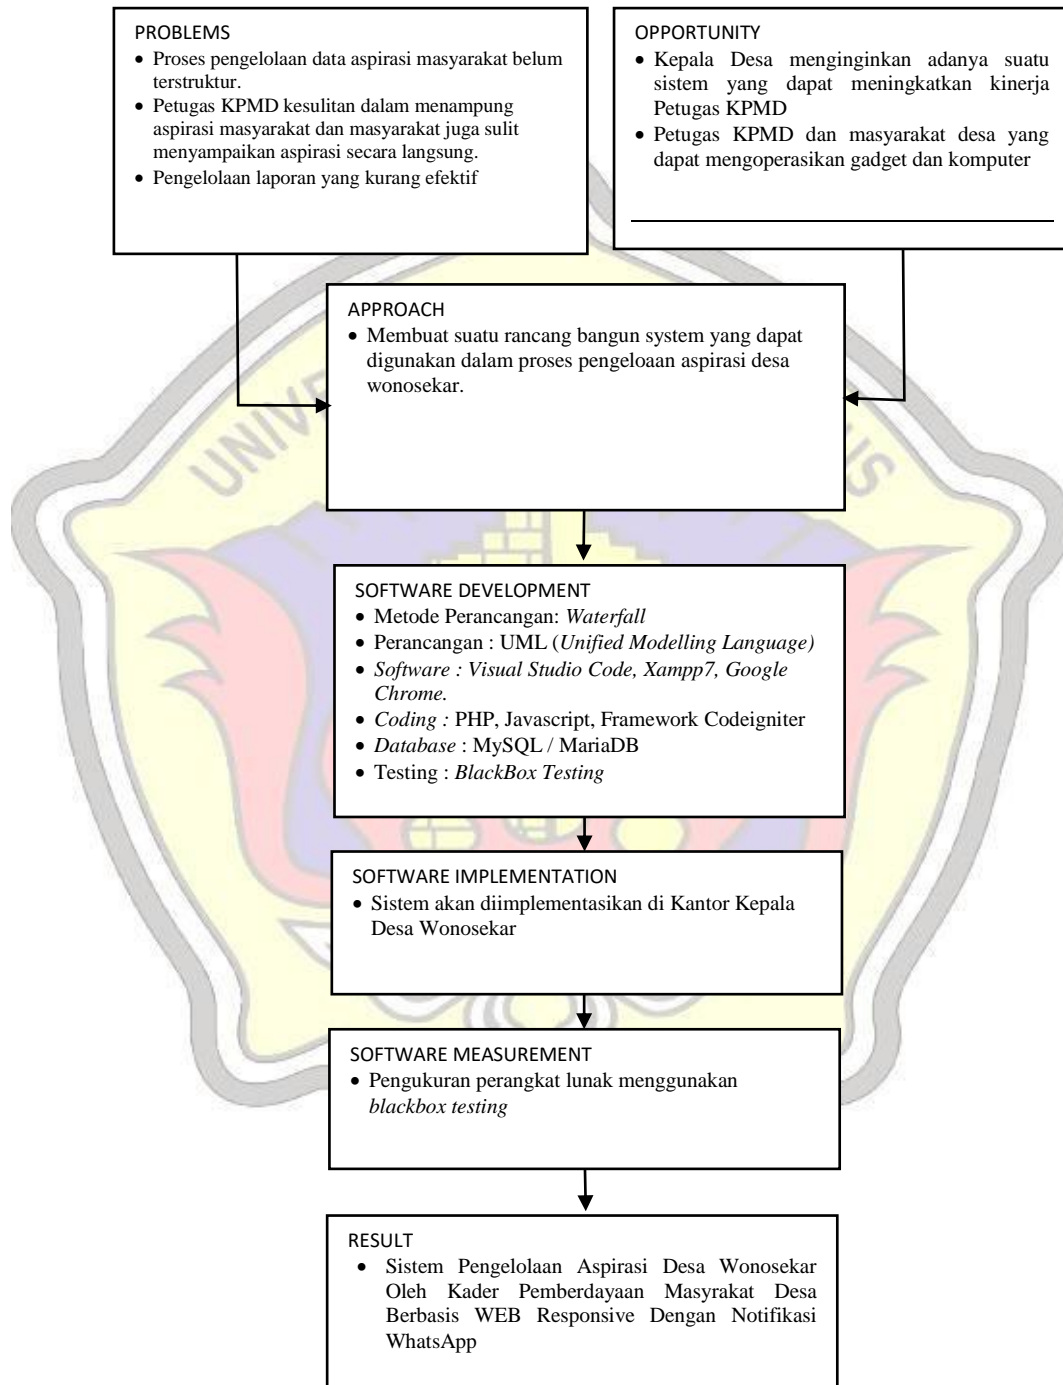 PROBLEMS
• Proses pengelolaan data aspirasi masyarakat belum
terstruktur.
• Petugas KPMD kesulitan dalam menampung
aspirasi masyarakat dan masyarakat juga sulit
menyampaikan aspirasi secara langsung.
• Pengelolaan laporan yang kurang efektif
OPPORTUNITY
• Kepala Desa menginginkan adanya suatu
sistem yang dapat meningkatkan kinerja
Petugas KPMD
• Petugas KPMD dan masyarakat desa yang
dapat mengoperasikan gadget dan komputer
APPROACH
• Membuat suatu rancang bangun system yang dapat
digunakan dalam proses pengeloaan aspirasi desa
wonosekar.
SOFTWARE DEVELOPMENT
• Metode Perancangan: Waterfall
• Perancangan : UML (Unified Modelling Language)
• Software : Visual Studio Code, Xampp7, Google
Chrome.
• Coding : PHP, Javascript, Framework Codeigniter
• Database : MySQL / MariaDB
• Testing : BlackBox Testing
SOFTWARE IMPLEMENTATION
• Sistem akan diimplementasikan di Kantor Kepala
Desa Wonosekar
SOFTWARE MEASUREMENT
• Pengukuran perangkat lunak menggunakan
blackbox testing
RESULT
• Sistem Pengelolaan Aspirasi Desa Wonosekar
Oleh Kader Pemberdayaan Masyrakat Desa
Berbasis WEB Responsive Dengan Notifikasi
WhatsApp